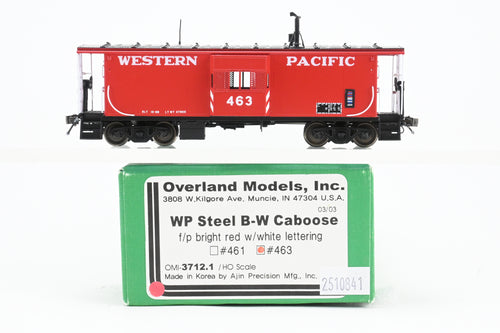 WESTERN PACIFIC
463
Overland Models, Inc.
3808 W.Kilgore Ave, Muncie, IN 47304 U.S.A.
03/03
WP Steel B-W Caboose
f/p bright red w/white lettering
#461 #463
OMI-3712.1 /HO Scale
Made in Korea by Ajin Precision Mfg., Inc.
2510841